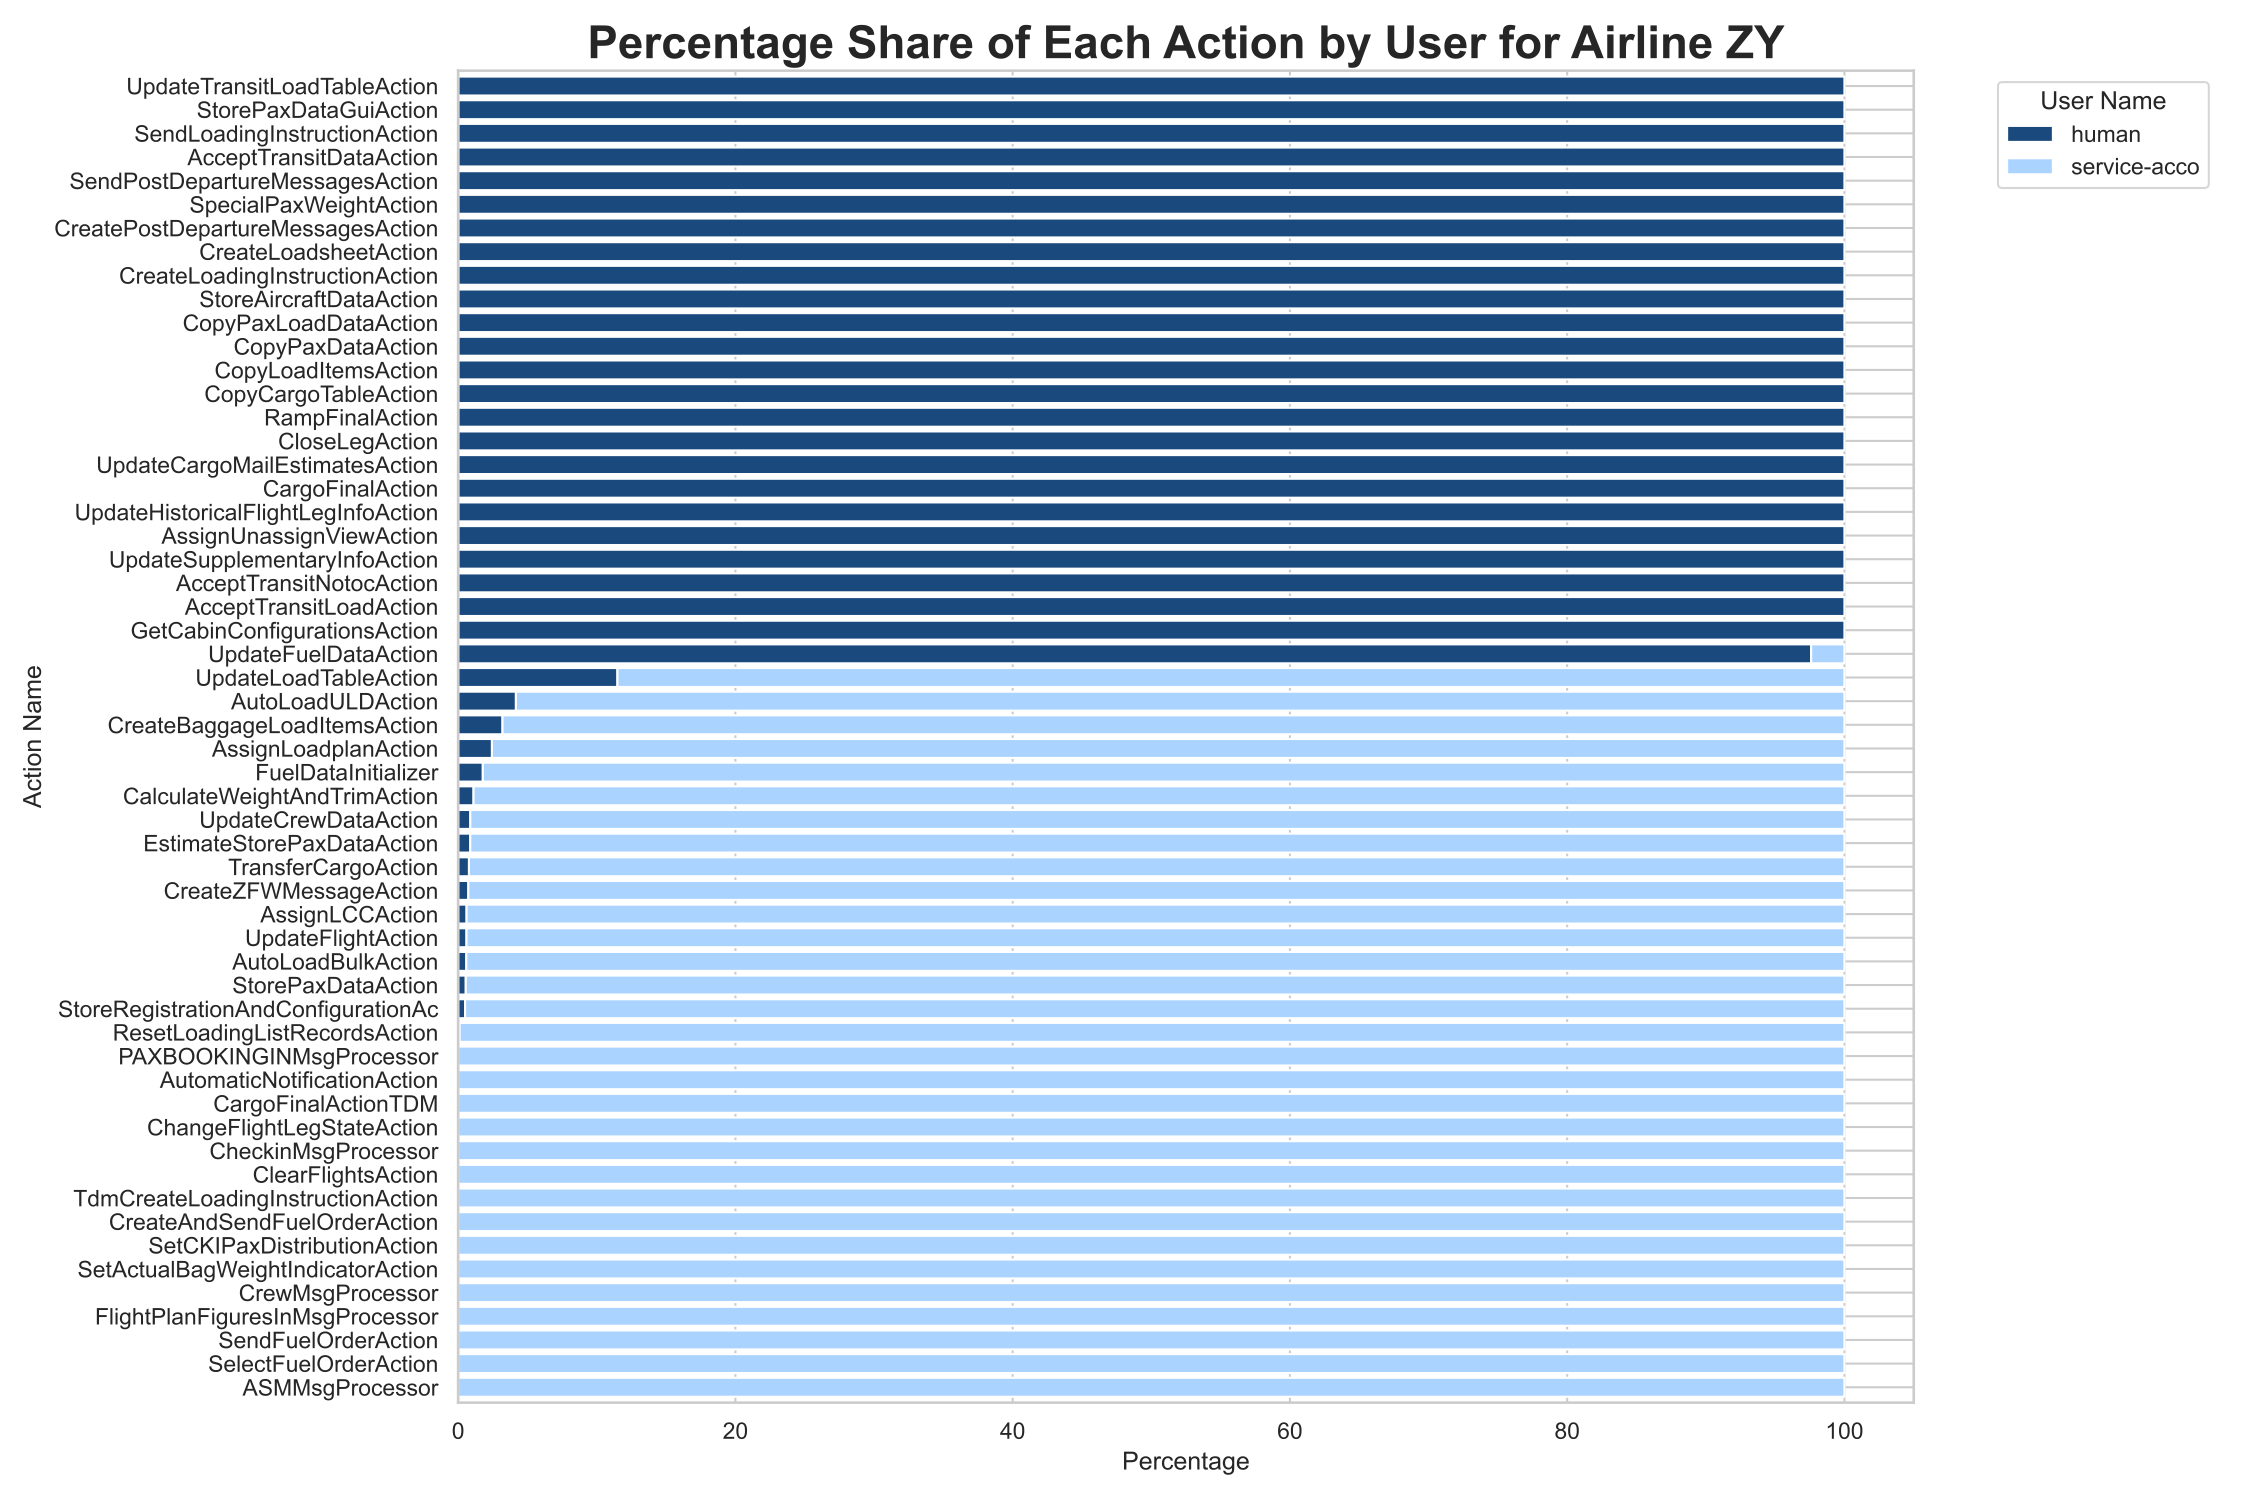 Percentage Share of Each Action by User for Airline ZY
UpdateTransitLoadTableAction
StorePaxDataGuiAction
SendLoadingInstructionAction
AcceptTransitDataAction
SendPostDepartureMessagesAction
SpecialPaxWeightAction
CreatePostDepartureMessagesAction
CreateLoadsheetAction
CreateLoadingInstructionAction
StoreAircraftDataAction
CopyPaxLoadDataAction
CopyPaxDataAction
CopyLoadItemsAction
CopyCargoTableAction
RampFinalAction
CloseLegAction
UpdateCargoMailEstimatesAction
CargoFinalAction
UpdateHistoricalFlightLegInfoAction
AssignUnassignViewAction
UpdateSupplementaryInfoAction
AcceptTransitNotocAction
AcceptTransitLoadAction
GetCabinConfigurationsAction
UpdateFuelDataAction
UpdateLoadTableAction
AutoLoadULDAction
CreateBaggageLoadItemsAction
AssignLoadplanAction
FuelDataInitializer
CalculateWeightAndTrimAction
UpdateCrewDataAction
EstimateStorePaxDataAction
TransferCargoAction
CreateZFWMessageAction
AssignLCCAction
UpdateFlightAction
AutoLoadBulkAction
StorePaxDataAction
StoreRegistrationAndConfigurationAc
ResetLoadingListRecordsAction
PAXBOOKINGINMsgProcessor
AutomaticNotificationAction
CargoFinalActionTDM
ChangeFlightLegStateAction
CheckinMsgProcessor
ClearFlightsAction
TdmCreateLoadingInstructionAction
CreateAndSendFuelOrderAction
SetCKIPaxDistributionAction
SetActualBagWeightIndicatorAction
CrewMsgProcessor
FlightPlanFiguresInMsgProcessor
SendFuelOrderAction
SelectFuelOrderAction
ASMMsgProcessor
Action Name
0 20 40 60 80 100
Percentage
User Name
human
service-acco